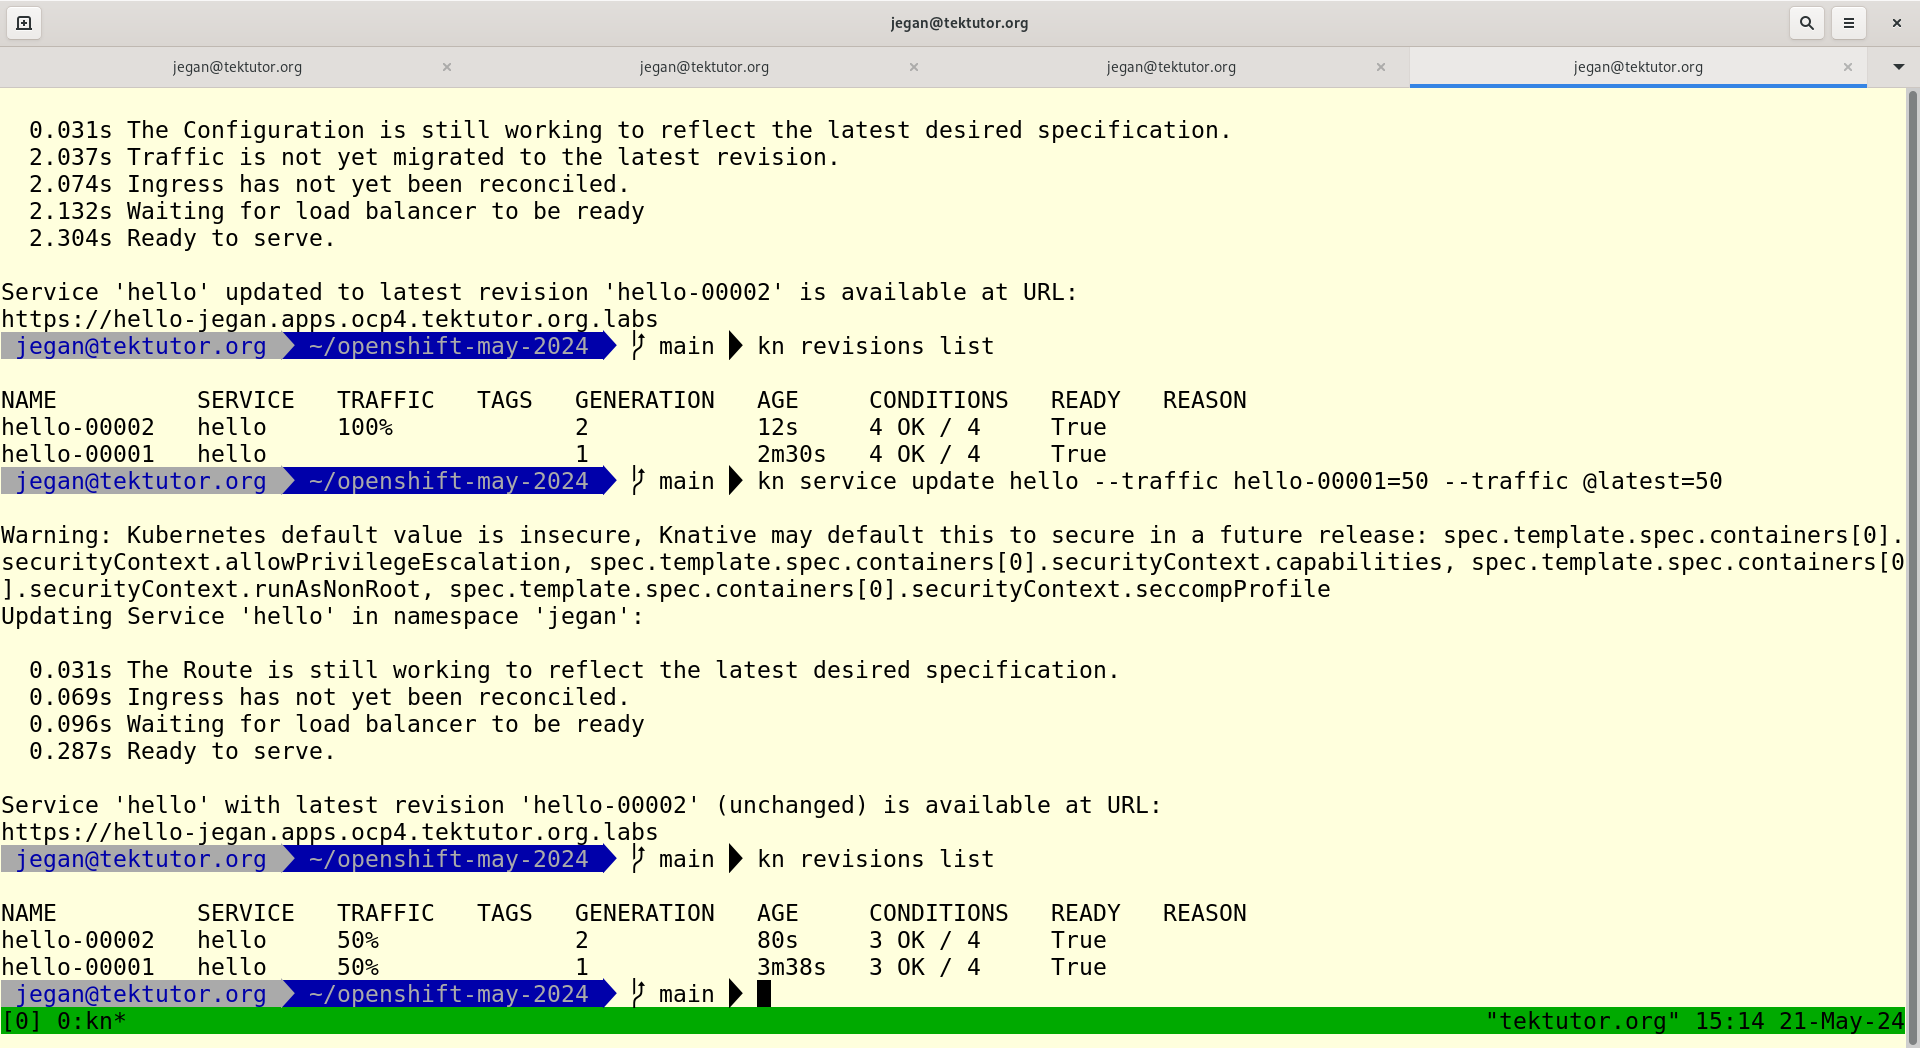 jegan@tektutor.org
jegan@tektutor.org jegan@tektutor.org jegan@tektutor.org jegan@tektutor.org
0.031s The Configuration is still working to reflect the latest desired specification.
2.037s Traffic is not yet migrated to the latest revision.
2.074s Ingress has not yet been reconciled.
2.132s Waiting for load balancer to be ready
2.304s Ready to serve.
Service 'hello' updated to latest revision 'hello-00002' is available at URL:
https://hello-jegan.apps.ocp4.tektutor.org.labs
jegan@tektutor.org ~/openshift-may-2024 main kn revisions list
NAME SERVICE TRAFFIC TAGS GENERATION AGE CONDITIONS READY REASON
hello-00002 hello 100% 2 12s 4 OK / 4 True
hello-00001 hello 1 2m30s 4 OK / 4 True
jegan@tektutor.org ~/openshift-may-2024 main kn service update hello --traffic hello-00001=50 --traffic @latest=50
Warning: Kubernetes default value is insecure, Knative may default this to secure in a future release: spec.template.spec.containers[0].
securityContext.allowPrivilegeEscalation, spec.template.spec.containers[0].securityContext.capabilities, spec.template.spec.containers[0
].securityContext.runAsNonRoot, spec.template.spec.containers[0].securityContext.seccompProfile
Updating Service 'hello' in namespace 'jegan':
0.031s The Route is still working to reflect the latest desired specification.
0.069s Ingress has not yet been reconciled.
0.096s Waiting for load balancer to be ready
0.287s Ready to serve.
Service 'hello' with latest revision 'hello-00002' (unchanged) is available at URL:
https://hello-jegan.apps.ocp4.tektutor.org.labs
jegan@tektutor.org ~/openshift-may-2024 main kn revisions list
NAME SERVICE TRAFFIC TAGS GENERATION AGE CONDITIONS READY REASON
hello-00002 hello 50% 2 80s 3 OK / 4 True
hello-00001 hello 50% 1 3m38s 3 OK / 4 True
jegan@tektutor.org ~/openshift-may-2024 main
[0] 0:kn* "tektutor.org" 15:14 21-May-24